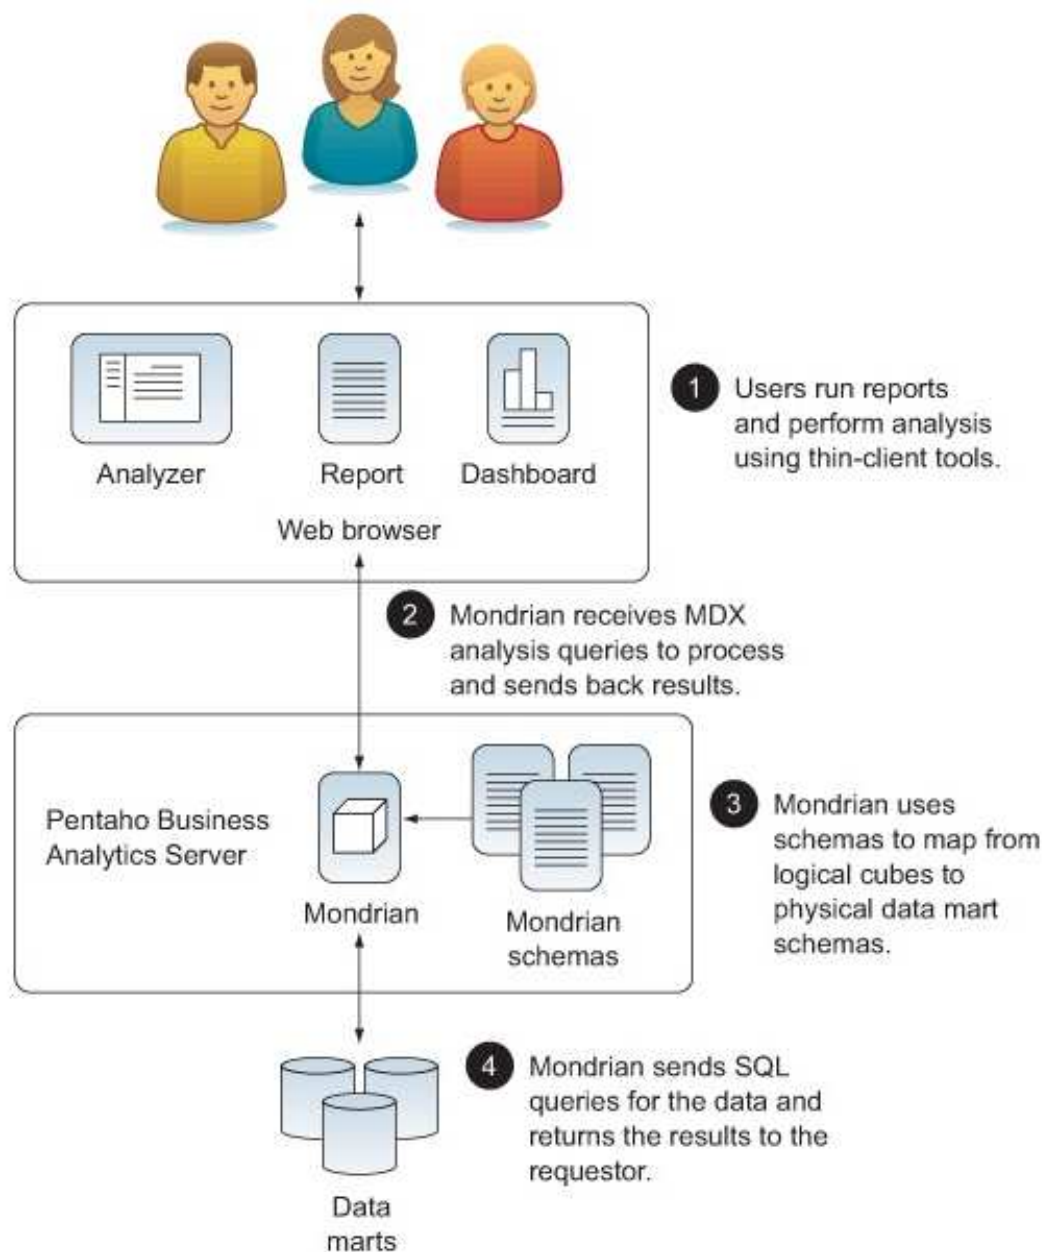 Analyzer
Report
Dashboard
Web browser
1
Users run reports
and perform analysis
using thin-client tools.
2
Mondrian receives MDX
analysis queries to process
and sends back results.
Pentaho Business
Analytics Server
Mondrian
Mondrian
schemas
3
Mondrian uses
schemas to map from
logical cubes to
physical data mart
schemas.
4
Mondrian sends SQL
queries for the data and
returns the results to the
requestor.
Data
marts